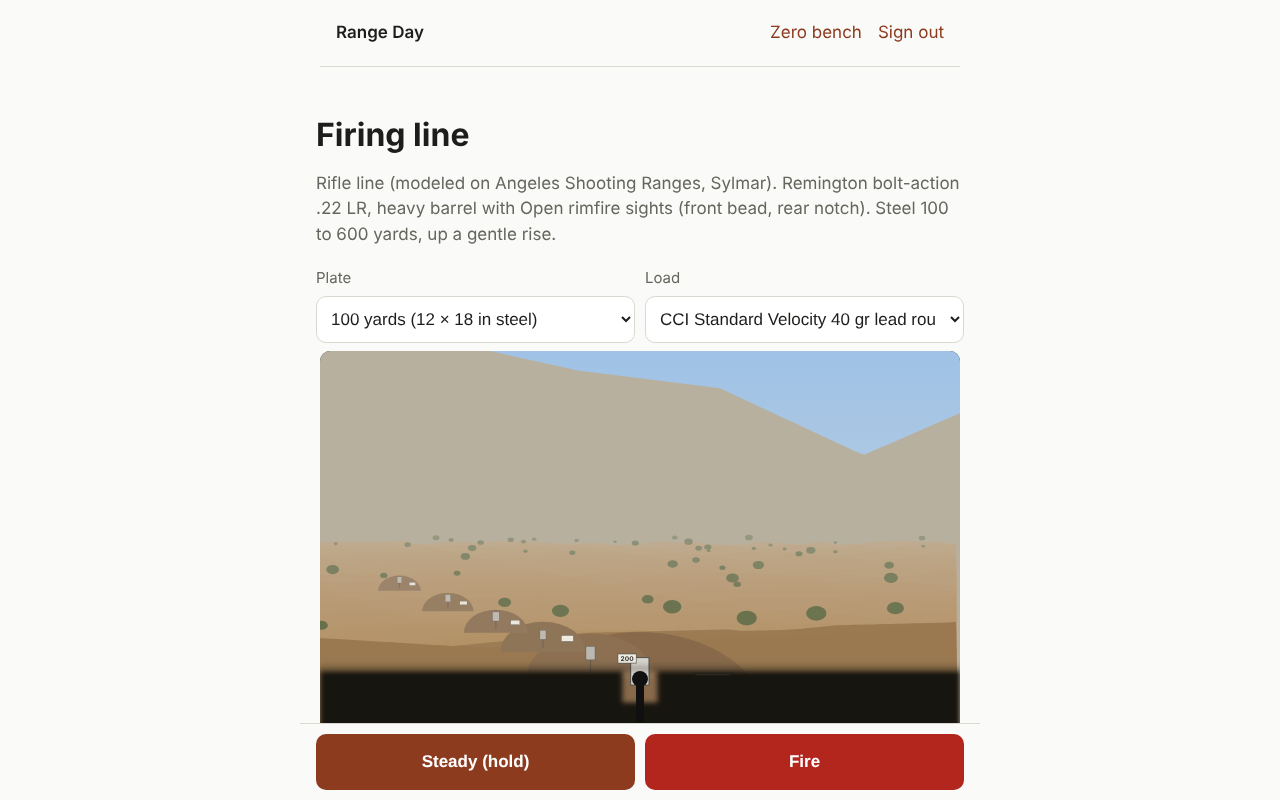 Range Day
Zero bench
Sign out
Firing line
Rifle line (modeled on Angeles Shooting Ranges, Sylmar). Remington bolt-action
.22 LR, heavy barrel with Open rimfire sights (front bead, rear notch). Steel 100
to 600 yards, up a gentle rise.
Plate
Load
100 yards (12 × 18 in steel)
CCI Standard Velocity 40 gr lead rou
200
Steady (hold)
Fire